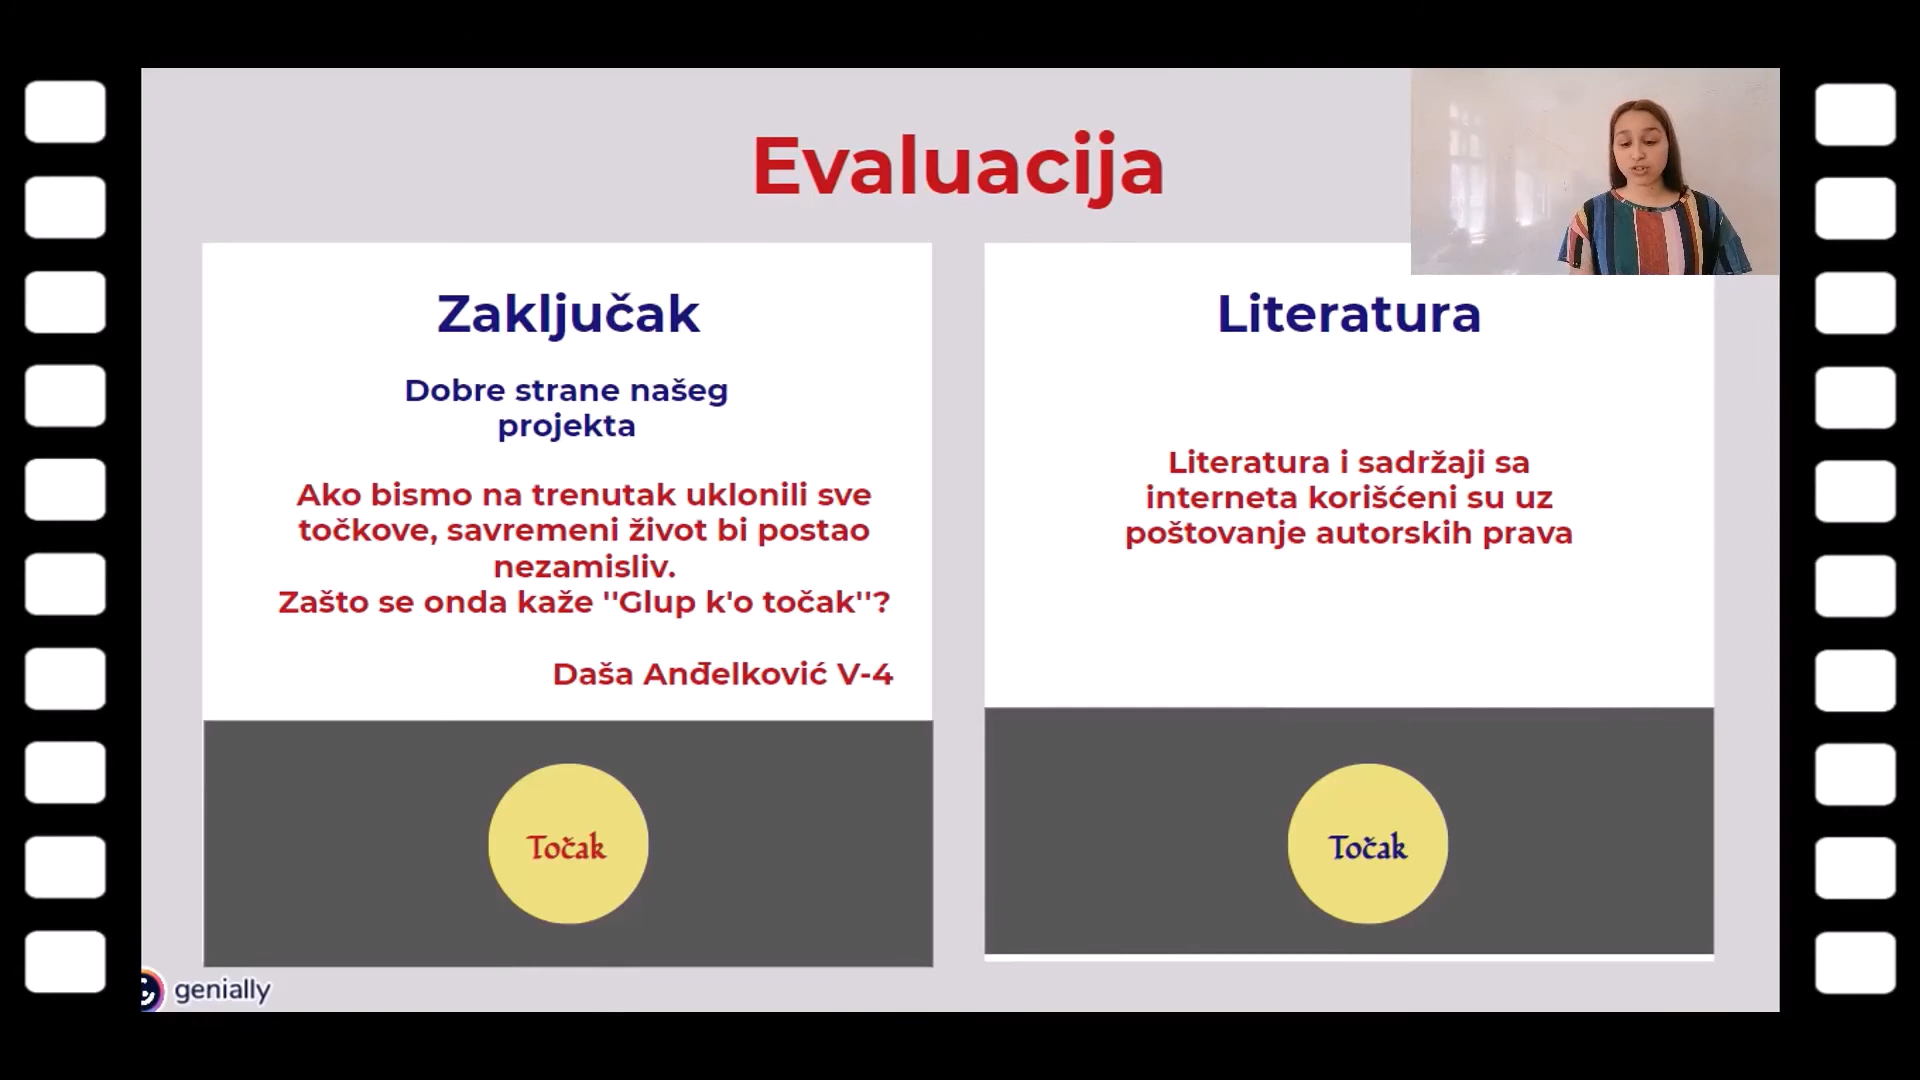 Evaluacija
Zaključak
Dobre strane našeg
projekta
Ako bismo na trenutak uklonili sve
točkove, savremeni život bi postao
nezamisliv.
Zašto se onda kaže ''Glup k'o točak''?
Daša Anđelković V-4
Točak
Literatura
Literatura i sadržaji sa
interneta korišćeni su uz
poštovanje autorskih prava
Točak
genially